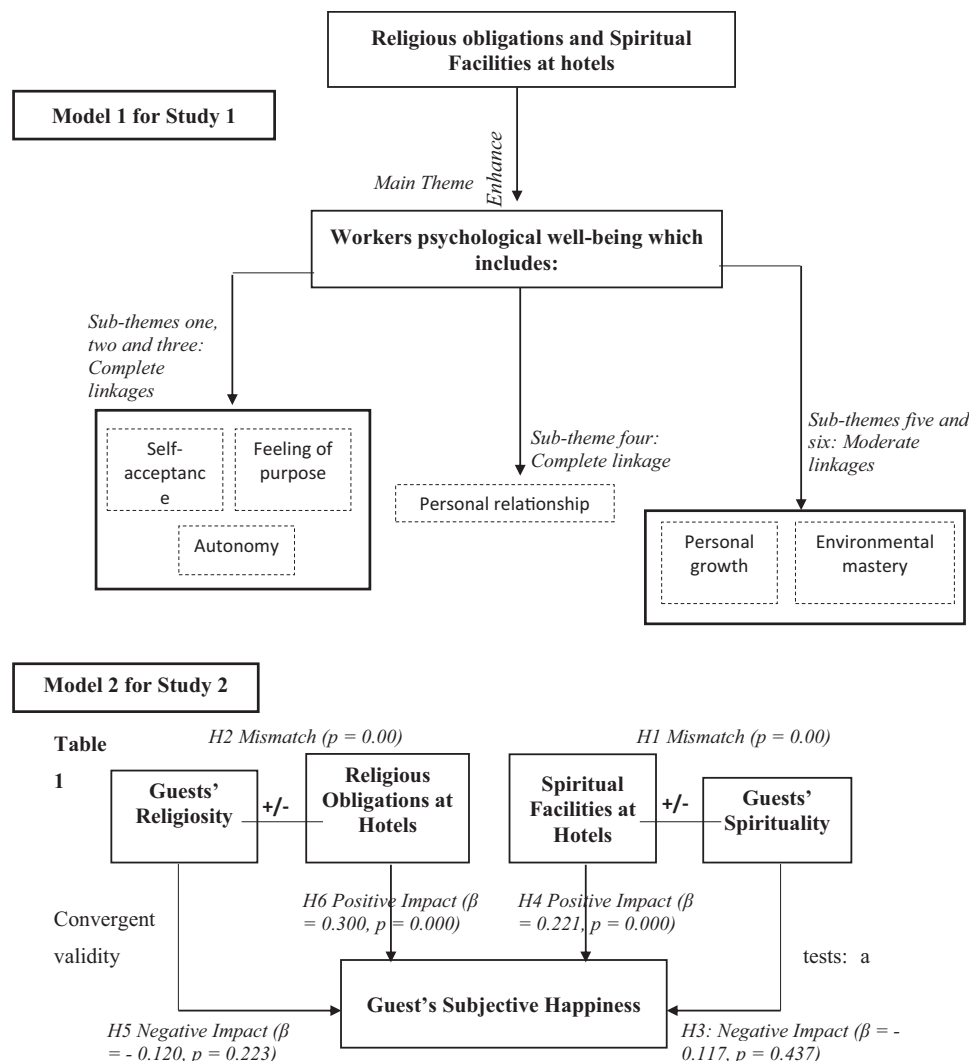 Religious obligations and Spiritual
Facilities at hotels
Model 1 for Study 1
Main Theme
Enhance
Workers psychological well-being which
includes:
Sub-themes one,
two and three:
Complete
linkages
Sub-theme four:
Complete linkage
Sub-themes five and
six: Moderate
linkages
Self-
acceptanc
e
Feeling of
purpose
Autonomy
Personal relationship
Personal
growth
Environmental
mastery
Model 2 for Study 2
Table
1
H2 Mismatch (p = 0.00)
H1 Mismatch (p = 0.00)
Guests’
Religiosity
+/-
Religious
Obligations at
Hotels
Spiritual
Facilities at
Hotels
+/-
Guests’
Spirituality
H6 Positive Impact (β
= 0.300, p = 0.000)
H4 Positive Impact (β
= 0.221, p = 0.000)
Convergent
validity
tests: a
Guest’s Subjective Happiness
H5 Negative Impact (β
= - 0.120, p = 0.223)
H3: Negative Impact (β = -
0.117, p = 0.437)